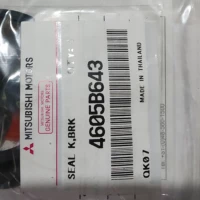 MITSUBISHI MOTORS
GENUINE PARTS
SEAL K,BRK
4605B643
MADE IN THAILAND
QK07